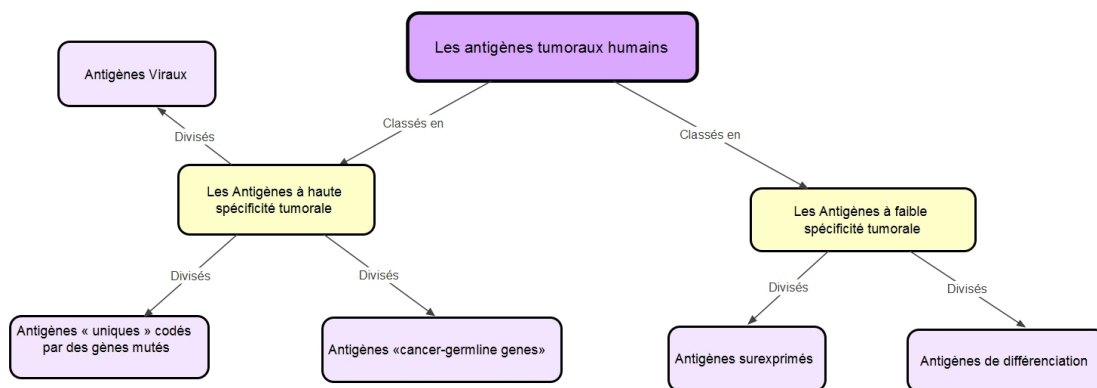 Les antigènes tumoraux humains
Antigènes Viraux
Classés en
Classés en
Divisés
Les Antigènes à haute
spécificité tumorale
Les Antigènes à faible
spécificité tumorale
Divisés
Divisés
Divisés
Divisés
Antigènes « uniques » codés
par des gènes mutés
Antigènes «cancer-germline genes»
Antigènes surexprimés
Antigènes de différenciation